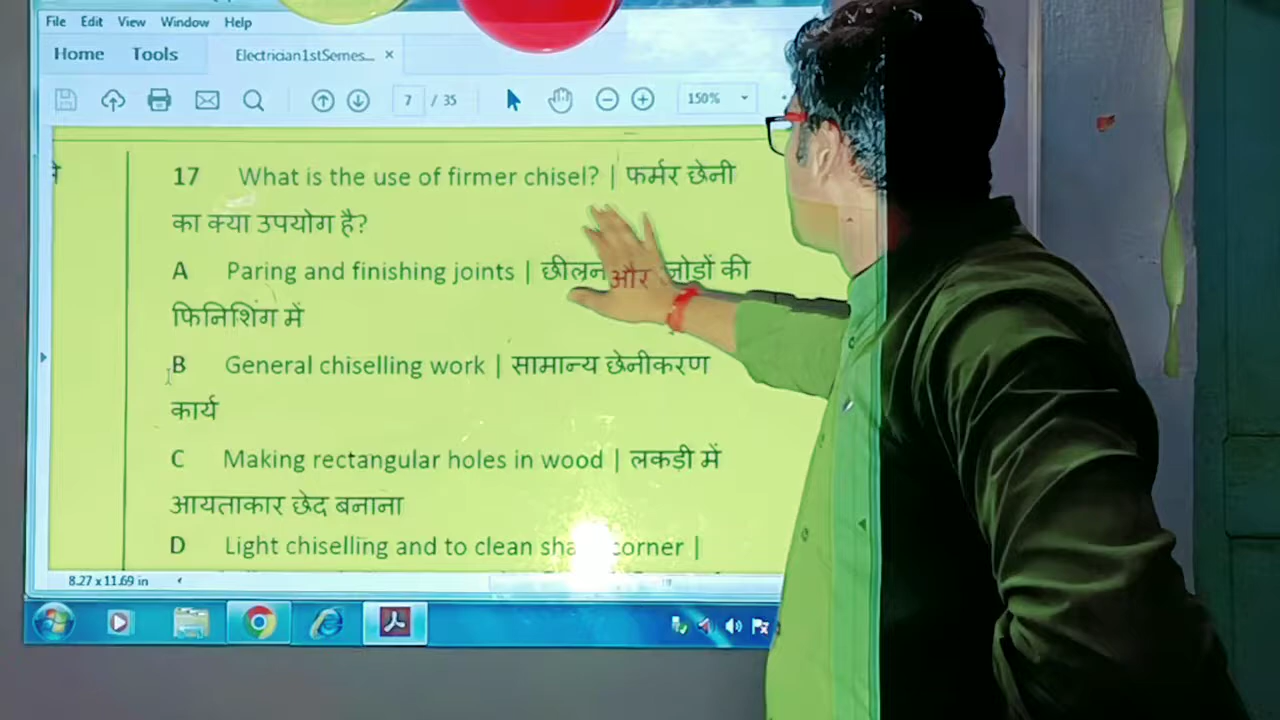 File Edit View Window Help
Home Tools Electrician1stSemes... ×
7 / 35 150%
17 What is the use of firmer chisel? | फर्मर छेनी
का क्या उपयोग है?
A Paring and finishing joints | छीलन और जोड़ों की
फिनिशिंग में
B General chiselling work | सामान्य छेनीकरण
कार्य
C Making rectangular holes in wood | लकड़ी में
आयताकार छेद बनाना
D Light chiselling and to clean sharp corner |
8.27 x 11.69 in